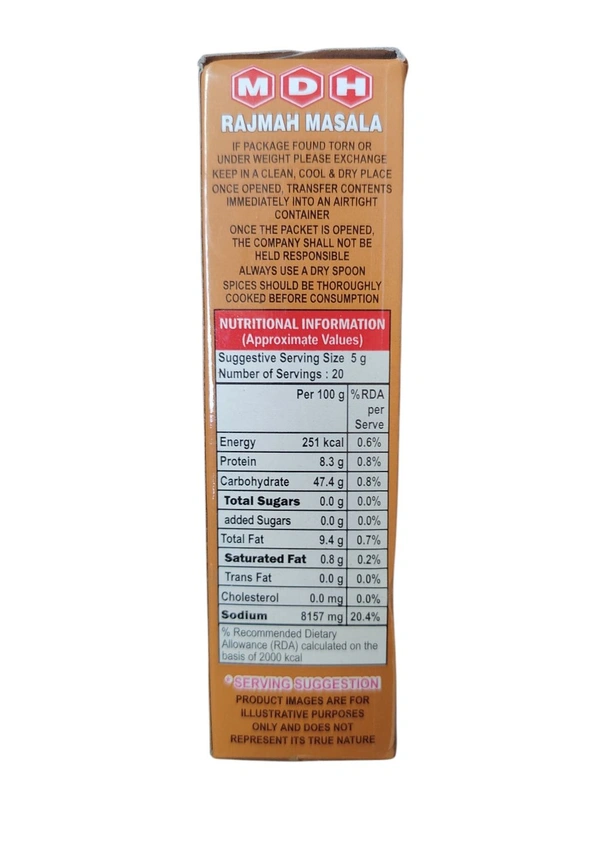 MDH
RAJMAH MASALA
IF PACKAGE FOUND TORN OR
UNDER WEIGHT PLEASE EXCHANGE
KEEP IN A CLEAN, COOL & DRY PLACE
ONCE OPENED, TRANSFER CONTENTS
IMMEDIATELY INTO AN AIRTIGHT
CONTAINER
ONCE THE PACKET IS OPENED,
THE COMPANY SHALL NOT BE
HELD RESPONSIBLE
ALWAYS USE A DRY SPOON
SPICES SHOULD BE THOROUGHLY
COOKED BEFORE CONSUMPTION
NUTRITIONAL INFORMATION
(Approximate Values)
Suggestive Serving Size 5 g
Number of Servings : 20
Per 100 g %RDA
per
Serve
Energy 251 kcal 0.6%
Protein 8.3 g 0.8%
Carbohydrate 47.4 g 0.8%
Total Sugars 0.0 g 0.0%
added Sugars 0.0 g 0.0%
Total Fat 9.4 g 0.7%
Saturated Fat 0.8 g 0.2%
Trans Fat 0.0 g 0.0%
Cholesterol 0.0 mg 0.0%
Sodium 8157 mg 20.4%
% Recommended Dietary
Allowance (RDA) calculated on the
basis of 2000 kcal
*SERVING SUGGESTION
PRODUCT IMAGES ARE FOR
ILLUSTRATIVE PURPOSES
ONLY AND DOES NOT
REPRESENT ITS TRUE NATURE